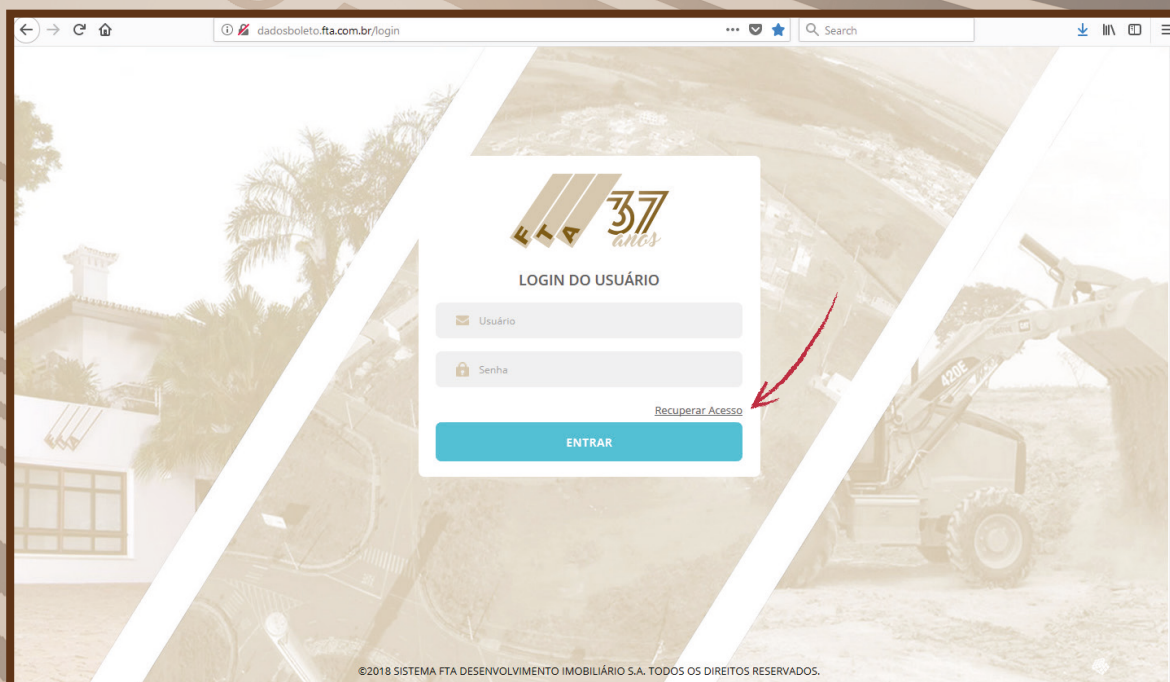 dadosboleto.fta.com.br/login
Search
FTA
37
anos
LOGIN DO USUÁRIO
Usuário
Senha
Recuperar Acesso
ENTRAR
420E
©2018 SISTEMA FTA DESENVOLVIMENTO IMOBILIÁRIO S.A. TODOS OS DIREITOS RESERVADOS.